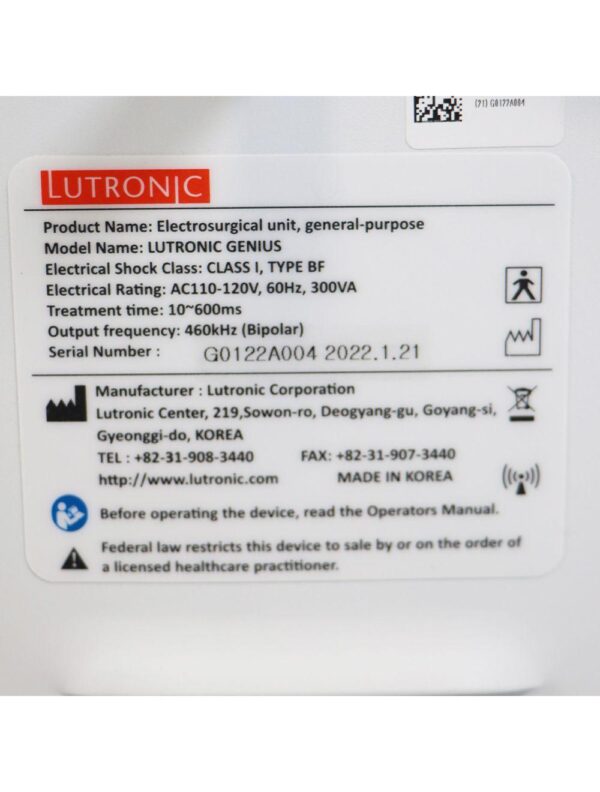 (21) G0122A004
LUTRONIC
Product Name: Electrosurgical unit, general-purpose
Model Name: LUTRONIC GENIUS
Electrical Shock Class: CLASS I, TYPE BF
Electrical Rating: AC110-120V, 60Hz, 300VA
Treatment time: 10~600ms
Output frequency: 460kHz (Bipolar)
Serial Number : G0122A004 2022.1.21
Manufacturer : Lutronic Corporation
Lutronic Center, 219,Sowon-ro, Deogyang-gu, Goyang-si,
Gyeonggi-do, KOREA
TEL : +82-31-908-3440 FAX: +82-31-907-3440
http://www.lutronic.com MADE IN KOREA
Before operating the device, read the Operators Manual.
Federal law restricts this device to sale by or on the order of
a licensed healthcare practitioner.